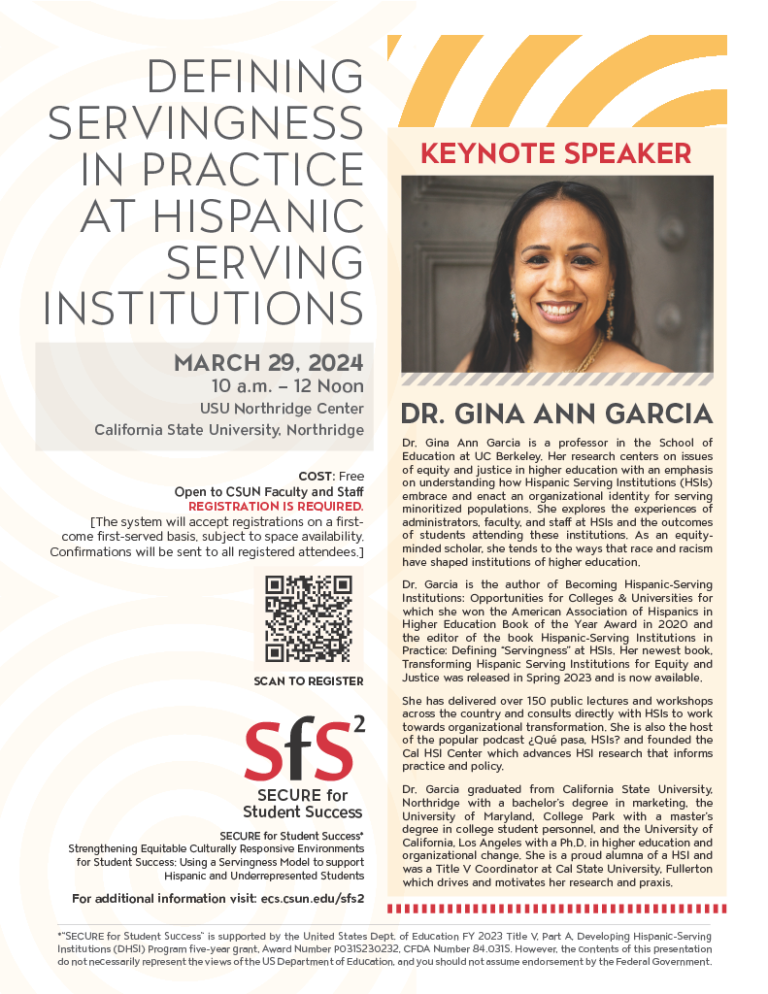 DEFINING
SERVINGNESS
IN PRACTICE
AT HISPANIC
SERVING
INSTITUTIONS
MARCH 29, 2024
10 a.m. – 12 Noon
USU Northridge Center
California State University, Northridge
COST: Free
Open to CSUN Faculty and Staff
REGISTRATION IS REQUIRED.
[The system will accept registrations on a first-
come first-served basis, subject to space availability.
Confirmations will be sent to all registered attendees.]
SCAN TO REGISTER
SfS²
SECURE for
Student Success
SECURE for Student Success*
Strengthening Equitable Culturally Responsive Environments
for Student Success: Using a Servingness Model to support
Hispanic and Underrepresented Students
For additional information visit: ecs.csun.edu/sfs2
KEYNOTE SPEAKER
DR. GINA ANN GARCIA
Dr. Gina Ann Garcia is a professor in the School of
Education at UC Berkeley. Her research centers on issues
of equity and justice in higher education with an emphasis
on understanding how Hispanic Serving Institutions (HSIs)
embrace and enact an organizational identity for serving
minoritized populations. She explores the experiences of
administrators, faculty, and staff at HSIs and the outcomes
of students attending these institutions. As an equity-
minded scholar, she tends to the ways that race and racism
have shaped institutions of higher education.
Dr. Garcia is the author of Becoming Hispanic-Serving
Institutions: Opportunities for Colleges & Universities for
which she won the American Association of Hispanics in
Higher Education Book of the Year Award in 2020 and
the editor of the book Hispanic-Serving Institutions in
Practice: Defining "Servingness" at HSIs. Her newest book,
Transforming Hispanic Serving Institutions for Equity and
Justice was released in Spring 2023 and is now available.
She has delivered over 150 public lectures and workshops
across the country and consults directly with HSIs to work
towards organizational transformation. She is also the host
of the popular podcast ¿Qué pasa, HSIs? and founded the
Cal HSI Center which advances HSI research that informs
practice and policy.
Dr. Garcia graduated from California State University,
Northridge with a bachelor's degree in marketing, the
University of Maryland, College Park with a master's
degree in college student personnel, and the University of
California, Los Angeles with a Ph.D. in higher education and
organizational change. She is a proud alumna of a HSI and
was a Title V Coordinator at Cal State University, Fullerton
which drives and motivates her research and praxis.
*"SECURE for Student Success" is supported by the United States Dept. of Education FY 2023 Title V, Part A, Developing Hispanic-Serving
Institutions (DHSI) Program five-year grant, Award Number P031S230232, CFDA Number 84.031S. However, the contents of this presentation
do not necessarily represent the views of the US Department of Education, and you should not assume endorsement by the Federal Government.